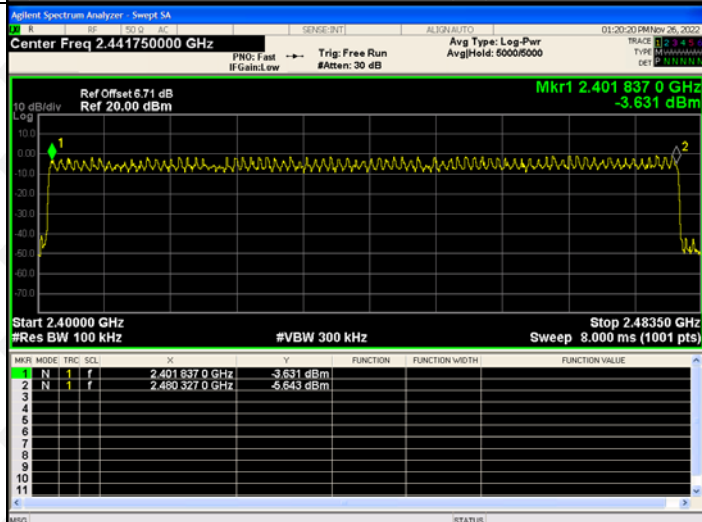 Agilent Spectrum Analyzer - Swept SA
R RF 50 Ω AC SENSE:INT ALIGN AUTO 01:20:20 PM Nov 26, 2022
Center Freq 2.441750000 GHz Avg Type: Log-Pwr TRACE 1 2 3 4 5 6
PNO: Fast Trig: Free Run Avg|Hold: 5000/5000 TYPE M
IFGain:Low #Atten: 30 dB DET P N N N N N
Mkr1 2.401 837 0 GHz
-3.631 dBm
Ref Offset 6.71 dB
10 dB/div Ref 20.00 dBm
Log
10.0
0.00
-10.0
-20.0
-30.0
-40.0
-50.0
-60.0
-70.0
1
2
Start 2.40000 GHz Stop 2.48350 GHz
#Res BW 100 kHz #VBW 300 kHz Sweep 8.000 ms (1001 pts)
MKR MODE TRC SCL X Y FUNCTION FUNCTION WIDTH FUNCTION VALUE
1 N 1 f 2.401 837 0 GHz -3.631 dBm
2 N 1 f 2.480 327 0 GHz -5.643 dBm
3
4
5
6
7
8
9
10
11
MSG STATUS